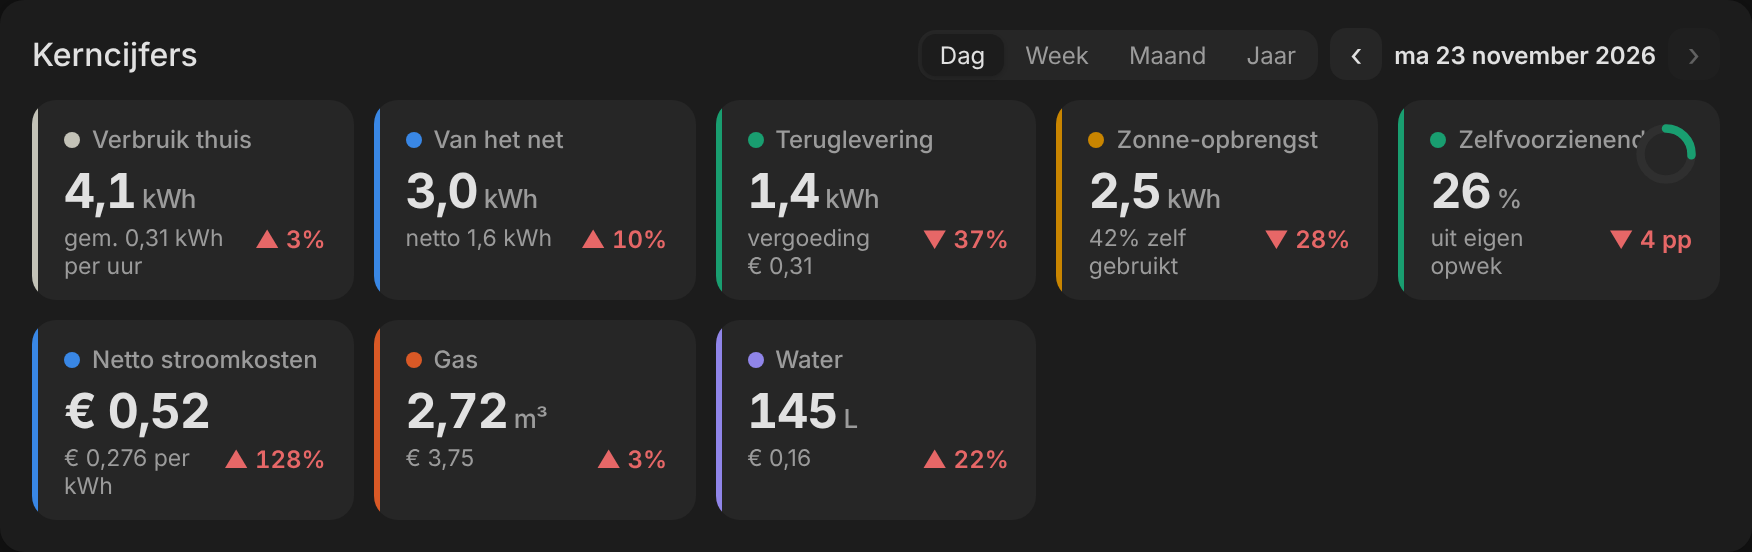 Kerncijfers
Dag Week Maand Jaar ‹ ma 23 november 2026 ›
Verbruik thuis
4,1 kWh
gem. 0,31 kWh per uur
▲ 3%
Van het net
3,0 kWh
netto 1,6 kWh
▲ 10%
Teruglevering
1,4 kWh
vergoeding
€ 0,31
▼ 37%
Zonne-opbrengst
2,5 kWh
42% zelf
gebruikt
▼ 28%
Zelfvoorzienend
26 %
uit eigen
opwek
▼ 4 pp
Netto stroomkosten
€ 0,52
€ 0,276 per
kWh
▲ 128%
Gas
2,72 m³
€ 3,75
▲ 3%
Water
145 L
€ 0,16
▲ 22%